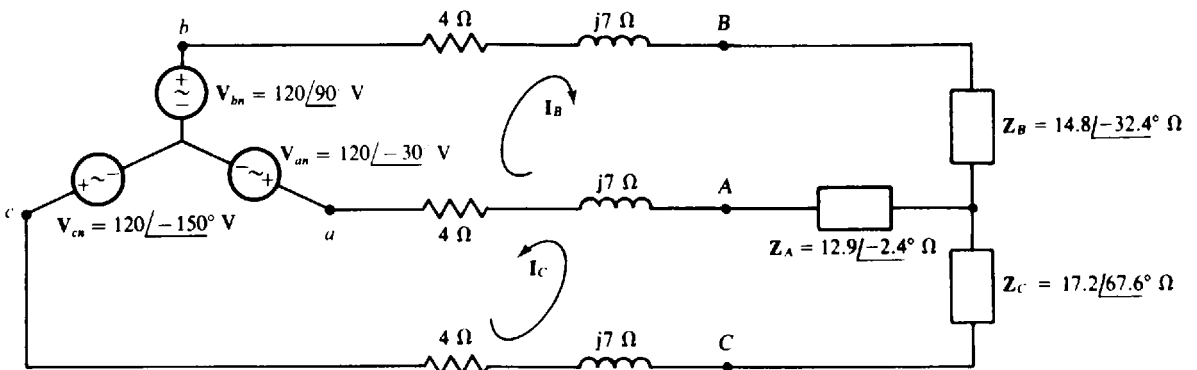 b
4 Ω
j7 Ω
B
+
~
−
V_bn = 120/90 V
I_B
Z_B = 14.8/−32.4° Ω
V_an = 120/−30 V
− ~ +
+ ~ −
j7 Ω
A
c
V_cn = 120/−150° V
a
4 Ω
Z_A = 12.9/−2.4° Ω
I_C
Z_C = 17.2/67.6° Ω
4 Ω
j7 Ω
C